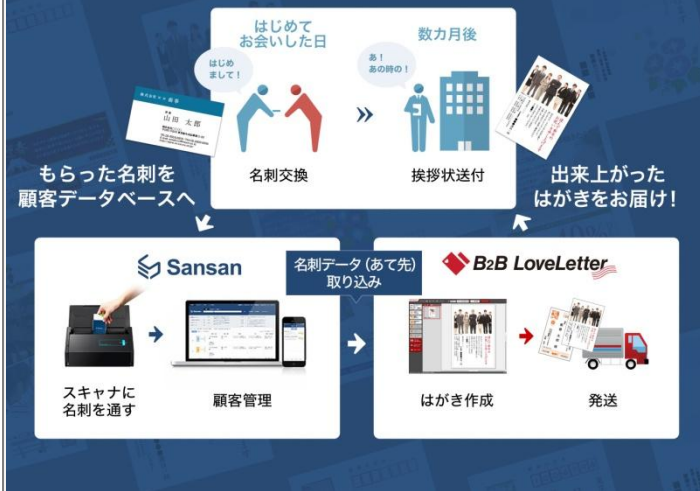 はじめて
お会いした日
数カ月後
はじめ
まして！
あ！
あの時の！
山田 太郎
名刺交換
挨拶状送付
もらった名刺を
顧客データベースへ
出来上がった
はがきをお届け！
Sansan
名刺データ（あて先）
取り込み
B2B LoveLetter
スキャナに
名刺を通す
顧客管理
はがき作成
発送